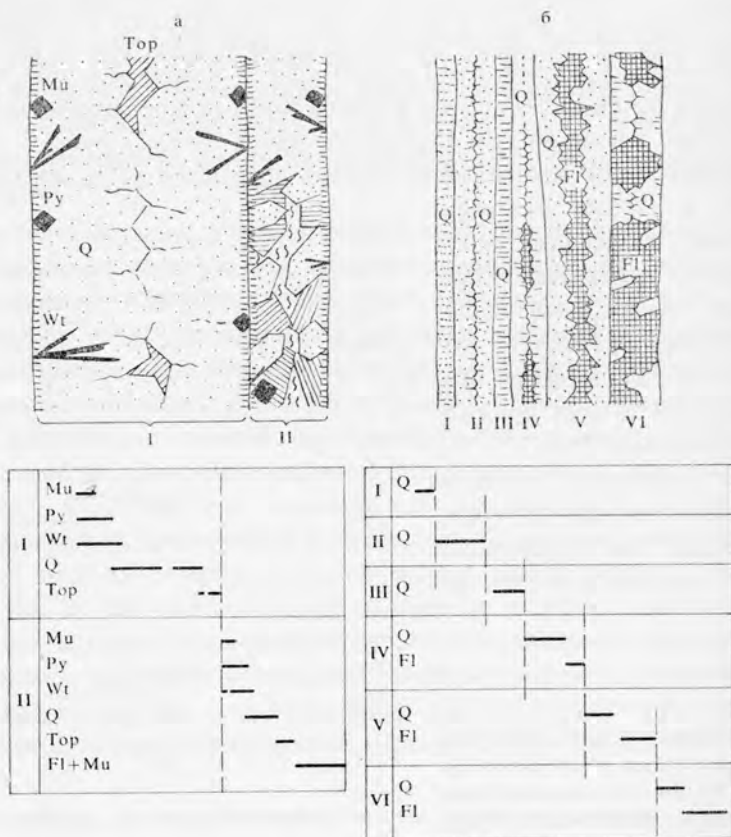 а
Top
Mu
Py
Q
Wt
I
II
б
Q
Q
Fl
Q
Q
Q
Q
Fl
I
II
III
IV
V
VI
I
Mu
Py
Wt
Q
Top
II
Mu
Py
Wt
Q
Top
Fl+Mu
I
Q
II
Q
III
Q
IV
Q
Fl
V
Q
Fl
VI
Q
Fl